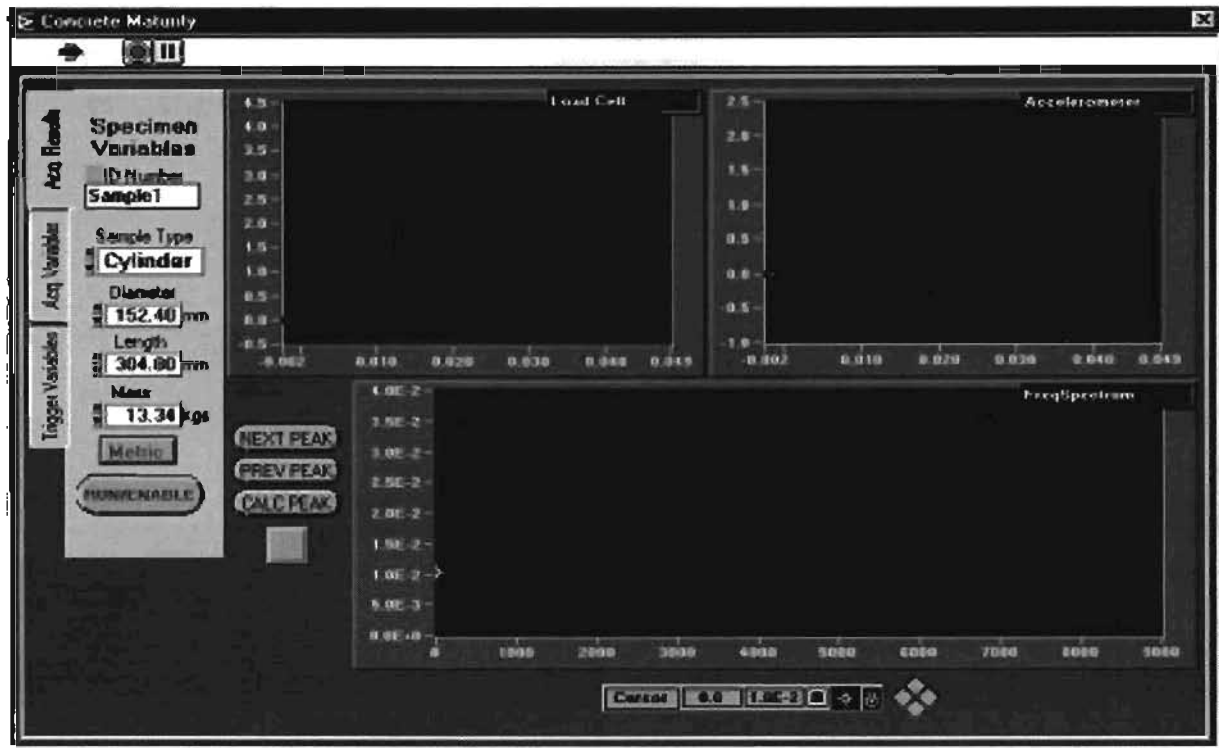 Concrete Maturity
Acq Results
Acq Variables
Trigger Variables
Specimen
Variables
ID Number
Sample1
Sample Type
Cylinder
Diameter
152.40 mm
Length
304.80 mm
Mass
13.34 kgs
Metric
RUN/ENABLE
NEXT PEAK
PREV PEAK
CALC PEAK
Load Cell
4.5
4.0
3.5
3.0
2.5
2.0
1.5
1.0
0.5
0.0
-0.5
-0.002 0.010 0.020 0.030 0.040 0.049
Accelerometer
2.5
2.0
1.5
1.0
0.5
0.0
-0.5
-1.0
-0.002 0.010 0.020 0.030 0.040 0.049
FreqSpectrum
4.0E-2
3.5E-2
3.0E-2
2.5E-2
2.0E-2
1.5E-2
1.0E-2
5.0E-3
0.0E+0
0 1000 2000 3000 4000 5000 6000 7000 8000 9000
Cursor 0.0 1.0E-2